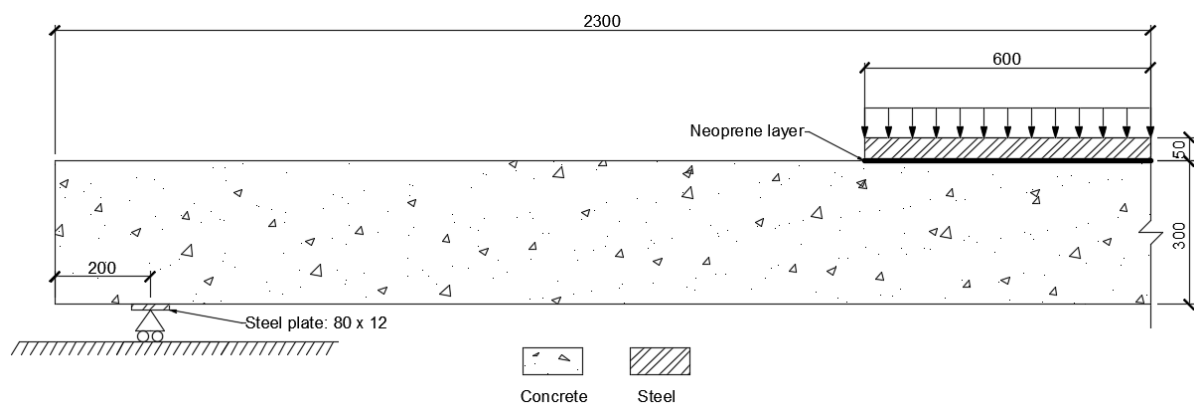 2300
600
Neoprene layer
50
300
200
Steel plate: 80 x 12
Concrete
Steel